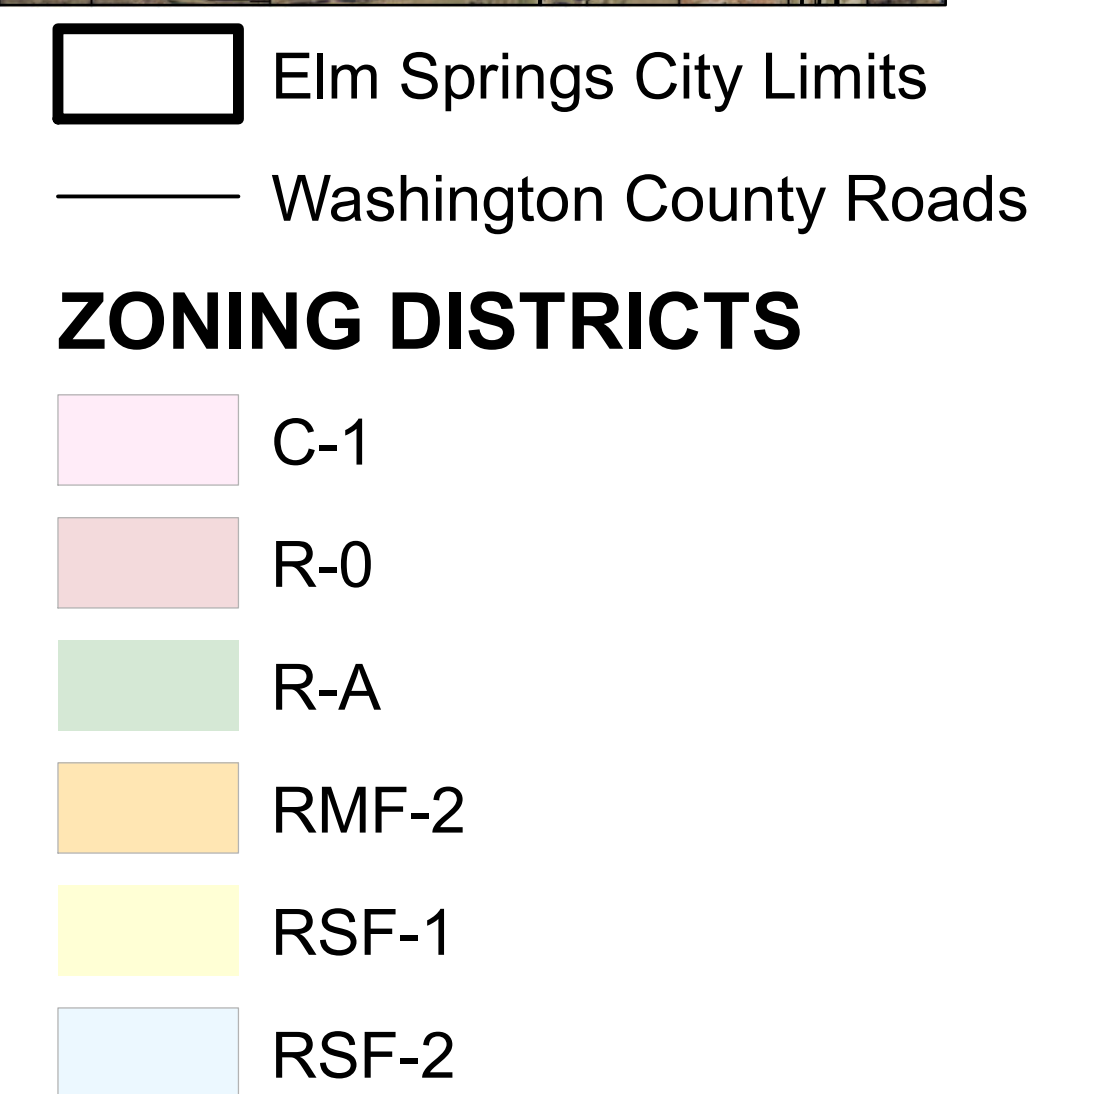 Elm Springs City Limits
Washington County Roads
ZONING DISTRICTS
C-1
R-0
R-A
RMF-2
RSF-1
RSF-2